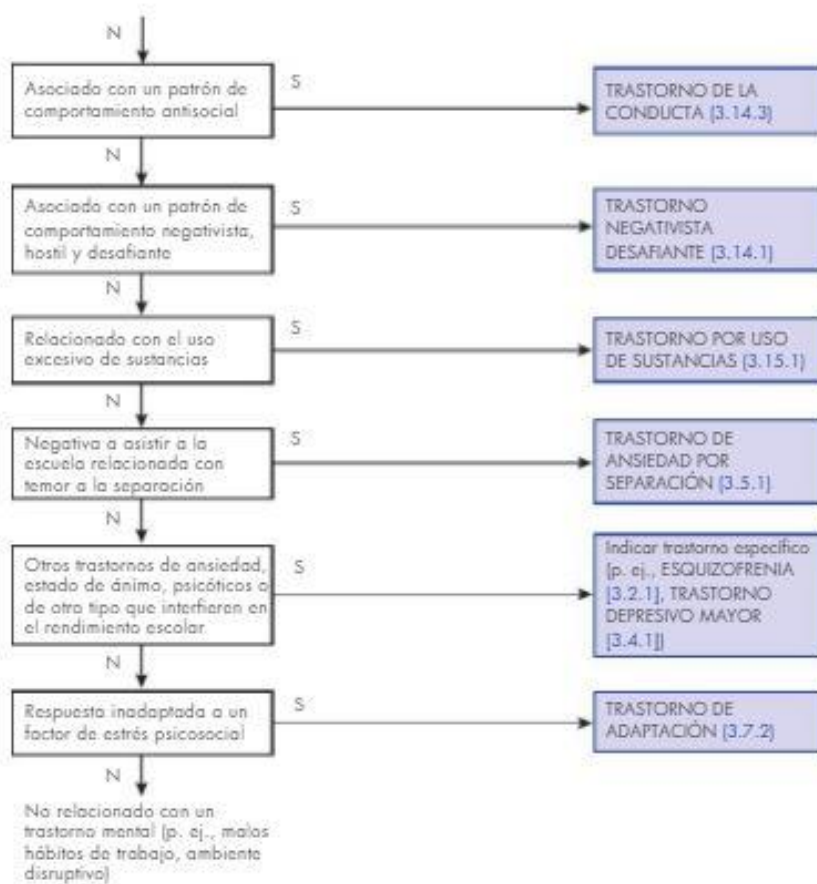 N
Asociado con un patrón de
comportamiento antisocial
S
TRASTORNO DE LA
CONDUCTA (3.14.3)
N
Asociado con un patrón de
comportamiento negativista,
hostil y desafiante
S
TRASTORNO
NEGATIVISTA
DESAFIANTE (3.14.1)
N
Relacionado con el uso
excesivo de sustancias
S
TRASTORNO POR USO
DE SUSTANCIAS (3.15.1)
N
Negativa a asistir a la
escuela relacionada con
temor a la separación
S
TRASTORNO DE
ANSIEDAD POR
SEPARACIÓN (3.5.1)
N
Otros trastornos de ansiedad,
estado de ánimo, psicóticos o
de otro tipo que interfieren en
el rendimiento escolar
S
Indicar trastorno específico
(p. ej., ESQUIZOFRENIA
[3.2.1], TRASTORNO
DEPRESIVO MAYOR
[3.4.1])
N
Respuesta inadaptada a un
factor de estrés psicosocial
S
TRASTORNO DE
ADAPTACIÓN (3.7.2)
N
No relacionado con un
trastorno mental (p. ej., malos
hábitos de trabajo, ambiente
disruptivo)